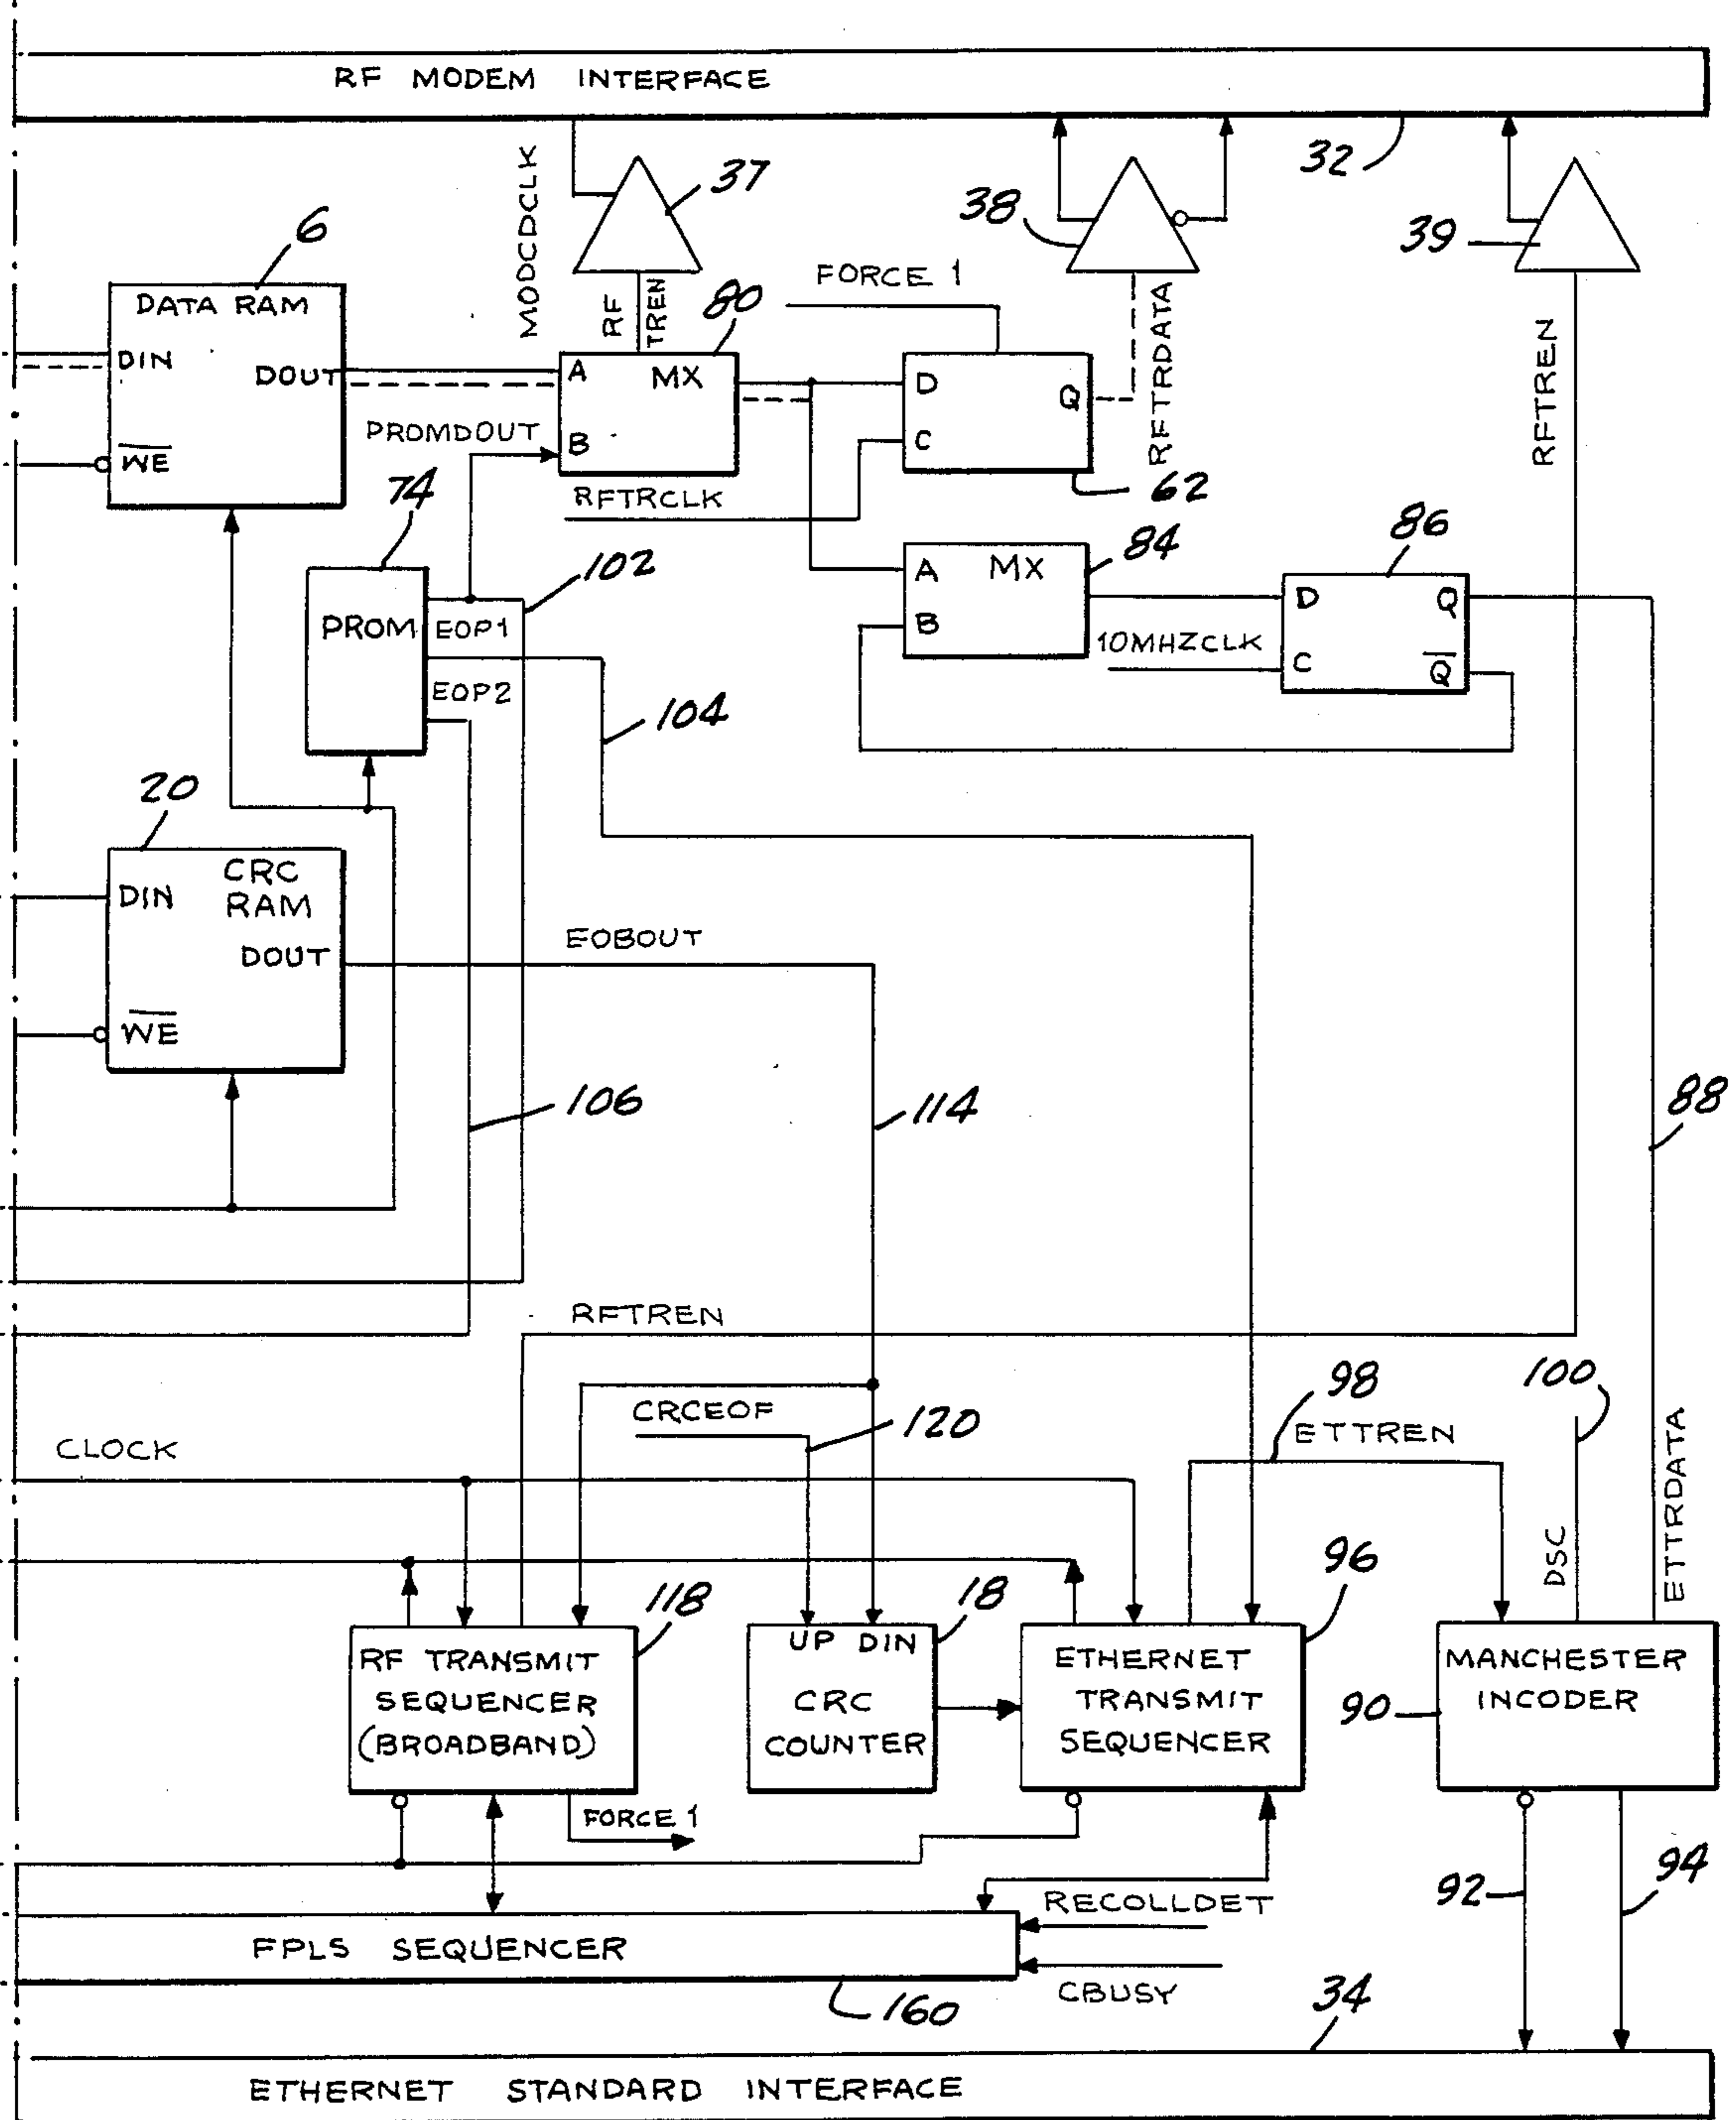 RF MODEM INTERFACE
32
37
38
39
MODCDCLK
6
DATA RAM
DIN
DOUT
WE
RF
TREN
80
FORCE 1
RFTRDATA
RFTREN
A MX
B
PROMDOUT
D
Q
C
RFTRCLK
62
74
102
PROM
EOP1
EOP2
A MX
B
84
86
D Q
C Q
10MHZCLK
104
20
CRC
RAM
DIN
DOUT
WE
EOBOUT
106
114
88
RFTREN
CRCEOF
120
98
ETTREN
100
DSC
ETTRDATA
CLOCK
118
RF TRANSMIT
SEQUENCER
(BROADBAND)
18
UP DIN
CRC
COUNTER
96
ETHERNET
TRANSMIT
SEQUENCER
MANCHESTER
INCODER
90
FORCE 1
92
94
RECOLLDET
FPLS SEQUENCER
CBUSY
160
34
ETHERNET STANDARD INTERFACE